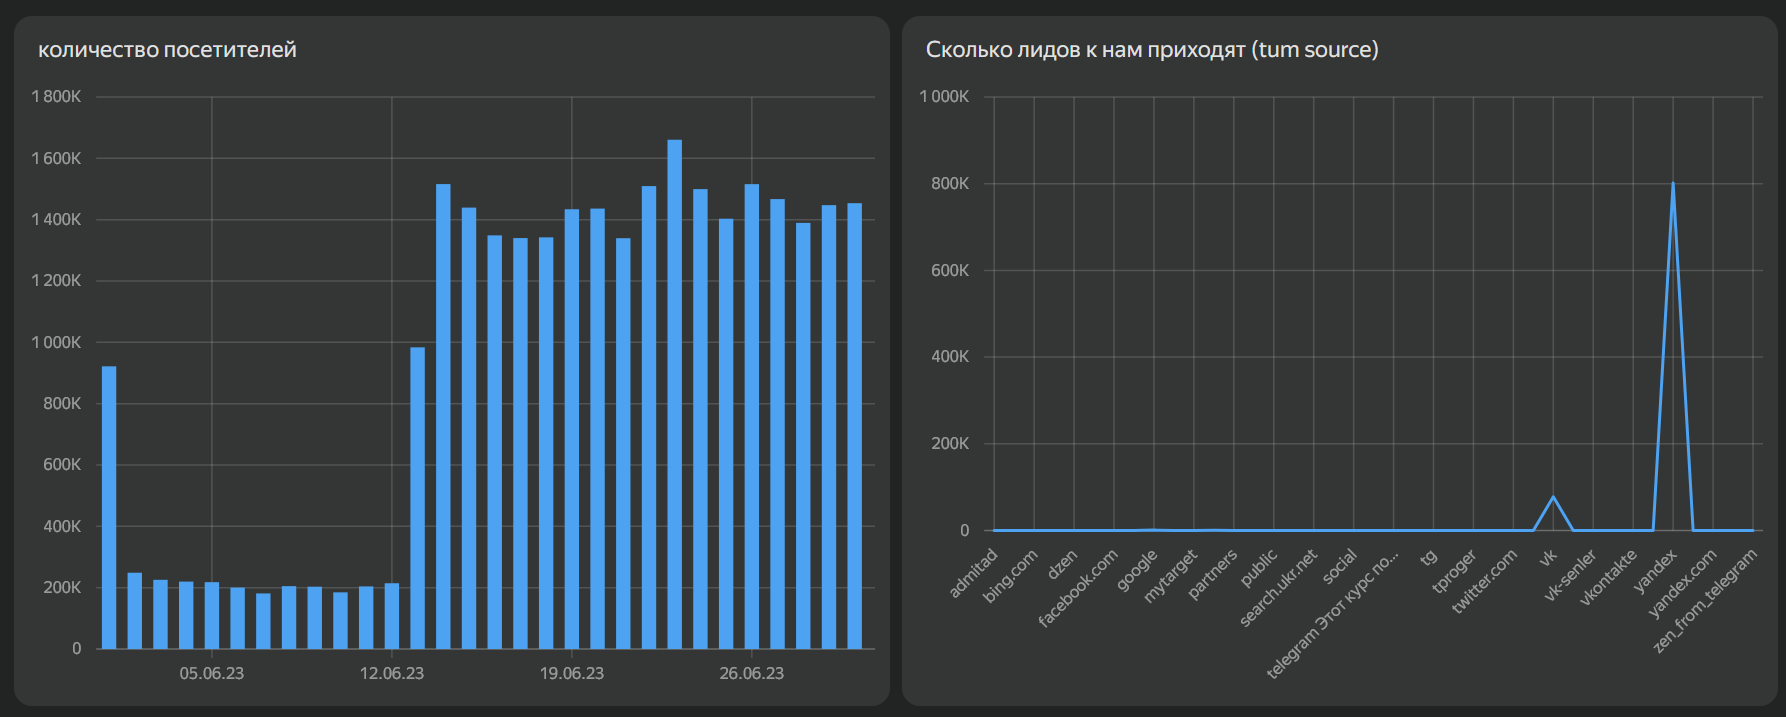 количество посетителей
1 800K
1 600K
1 400K
1 200K
1 000K
800K
600K
400K
200K
0
05.06.23
12.06.23
19.06.23
26.06.23
Сколько лидов к нам приходят (tum source)
1 000K
800K
600K
400K
200K
0
admitad
bing.com
dzen
facebook.com
google
mytarget
partners
public
search.ukr.net
social
telegram Этот курс по...
tg
tproger
twitter.com
vk
vk-senler
vkontakte
yandex
yandex.com
zen_from_telegram